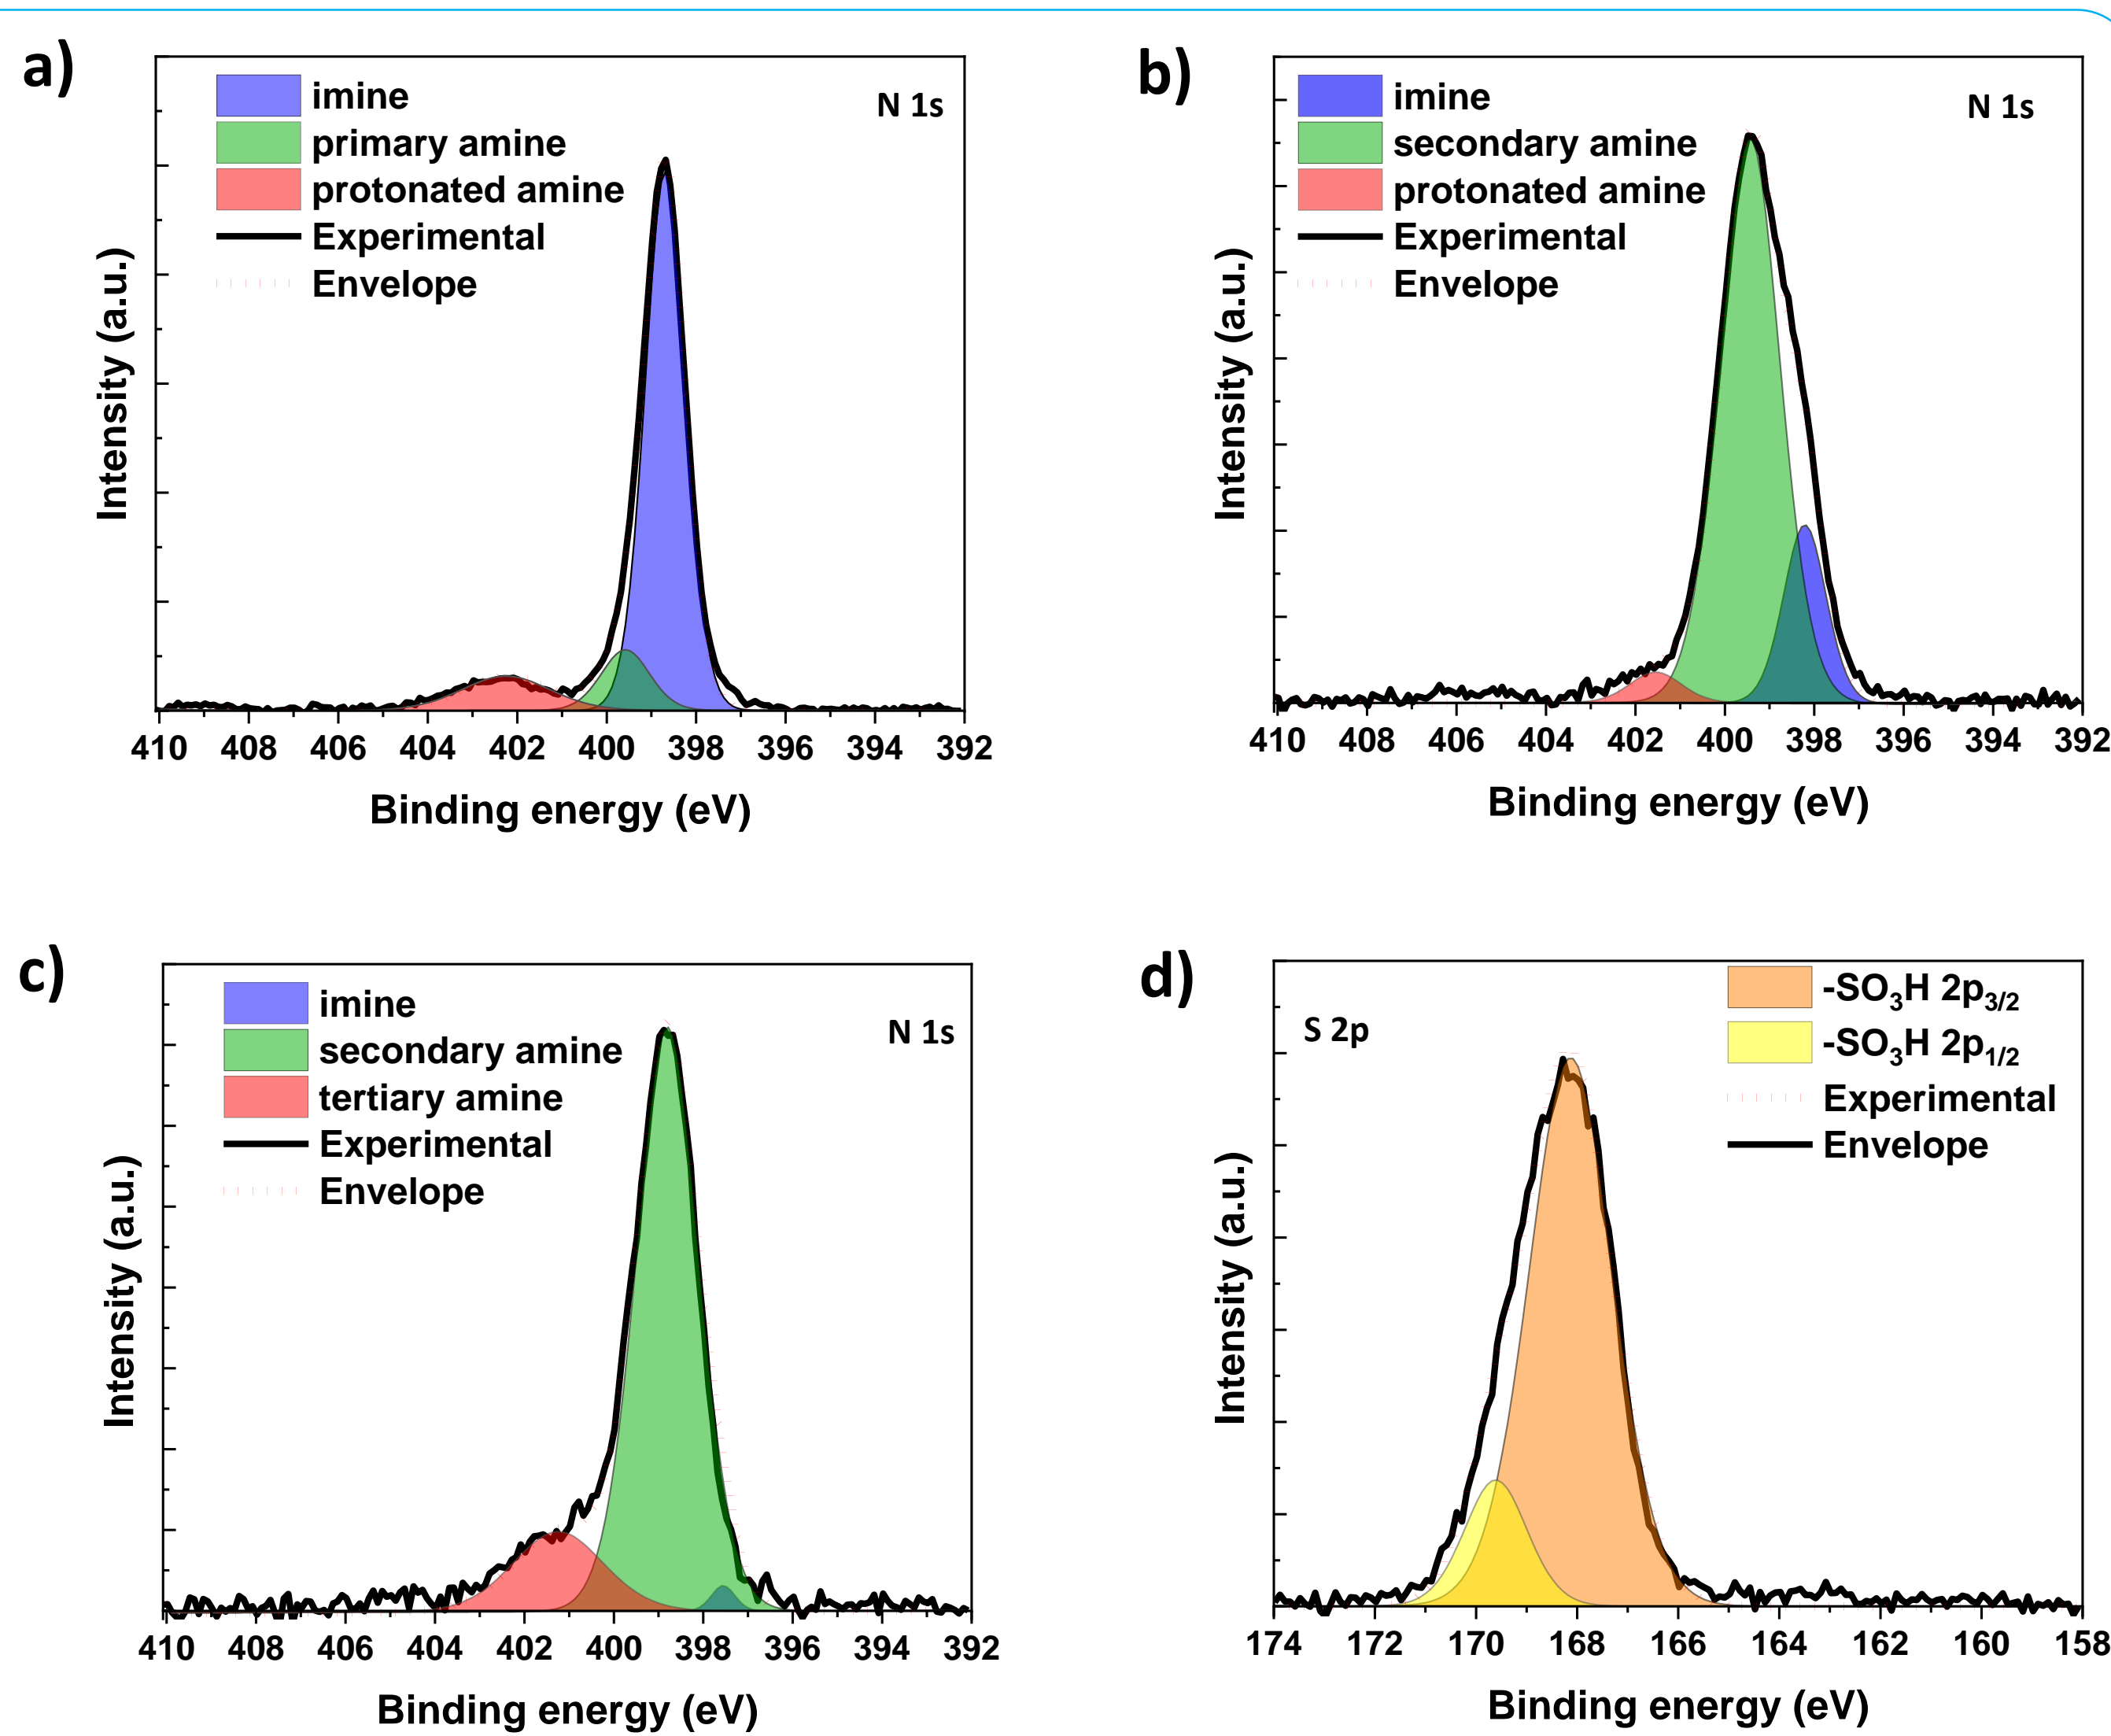 a)
imine
primary amine
protonated amine
Experimental
Envelope
N 1s
Intensity (a.u.)
410 408 406 404 402 400 398 396 394 392
Binding energy (eV)
b)
imine
secondary amine
protonated amine
Experimental
Envelope
N 1s
Intensity (a.u.)
410 408 406 404 402 400 398 396 394 392
Binding energy (eV)
c)
imine
secondary amine
tertiary amine
Experimental
Envelope
N 1s
Intensity (a.u.)
410 408 406 404 402 400 398 396 394 392
Binding energy (eV)
d)
S 2p
-SO₃H 2p₃/₂
-SO₃H 2p₁/₂
Experimental
Envelope
Intensity (a.u.)
174 172 170 168 166 164 162 160 158
Binding energy (eV)